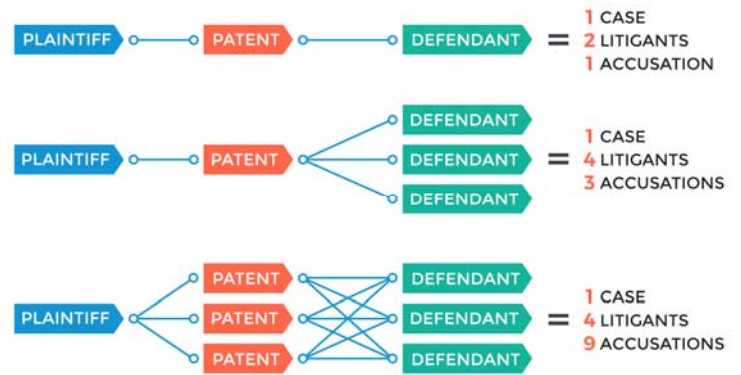 1 CASE
PLAINTIFF PATENT DEFENDANT = 2 LITIGANTS
1 ACCUSATION
DEFENDANT
1 CASE
PLAINTIFF PATENT DEFENDANT = 4 LITIGANTS
3 ACCUSATIONS
DEFENDANT
PATENT DEFENDANT
1 CASE
PLAINTIFF PATENT DEFENDANT = 4 LITIGANTS
9 ACCUSATIONS
PATENT DEFENDANT